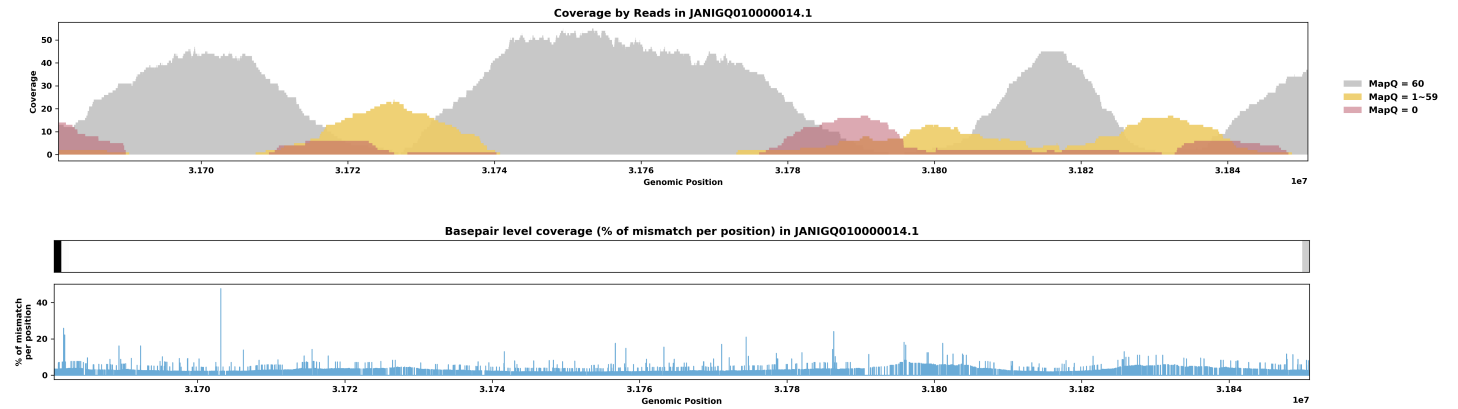 Coverage by Reads in JANIGQ010000014.1
Coverage
50
40
30
20
10
0
3.170 3.172 3.174 3.176 3.178 3.180 3.182 3.184
1e7
Genomic Position
MapQ = 60
MapQ = 1~59
MapQ = 0
Basepair level coverage (% of mismatch per position) in JANIGQ010000014.1
% of mismatch
per position
40
20
0
3.170 3.172 3.174 3.176 3.178 3.180 3.182 3.184
1e7
Genomic Position